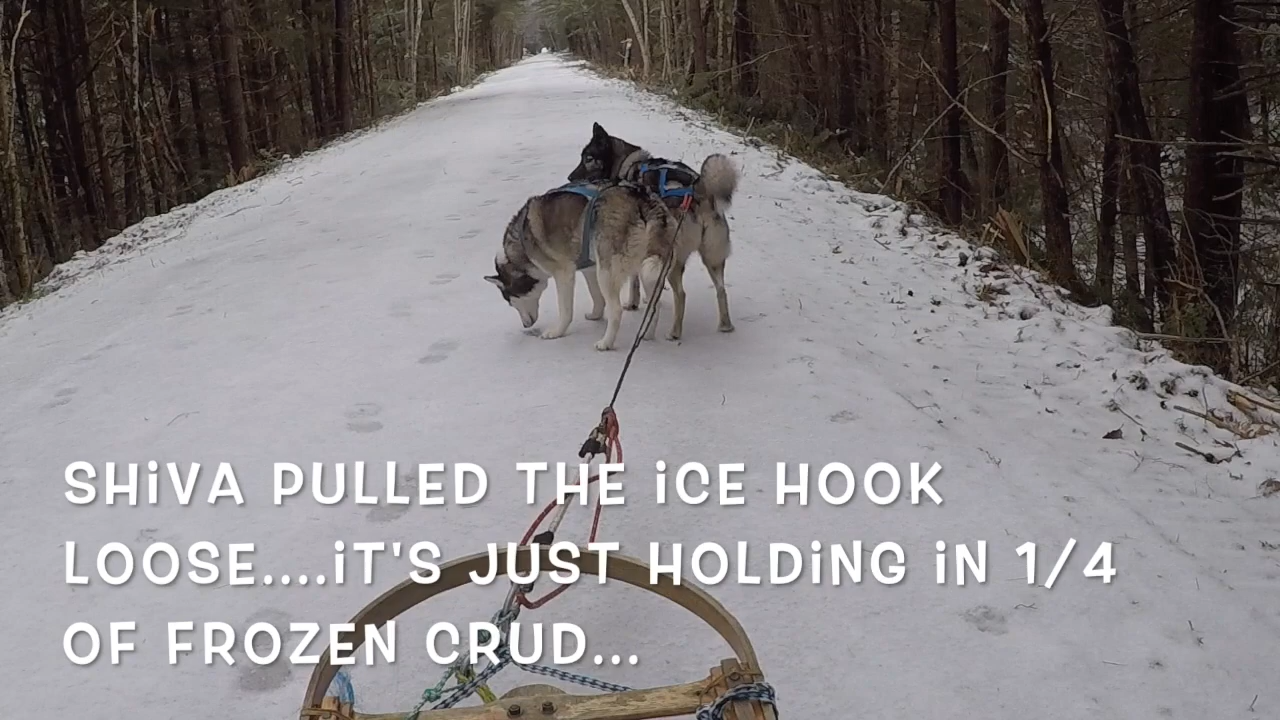 SHiVA PULLED THE iCE HOOK
LOOSE....iT'S JUST HOLDiNG iN 1/4
OF FROZEN CRUD...